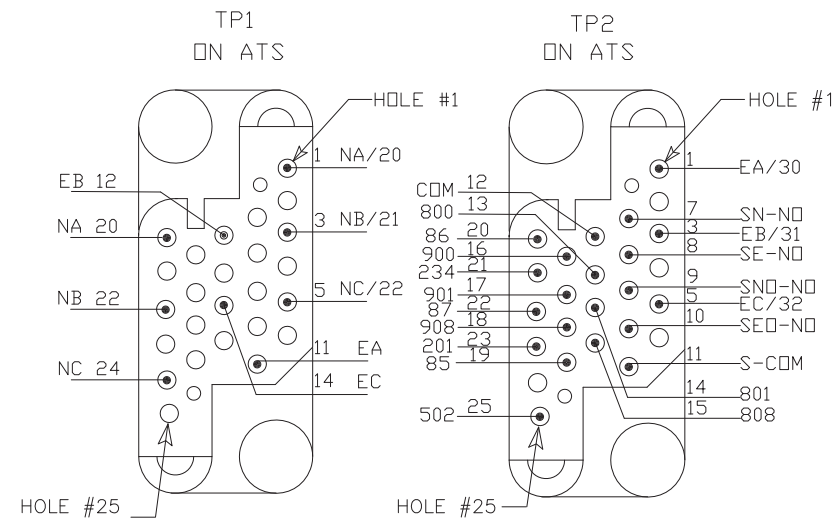 TP1
ON ATS
HOLE #1
1 NA/20
EB 12
NA 20
3 NB/21
NB 22
5 NC/22
11 EA
NC 24
14 EC
HOLE #25
TP2
ON ATS
HOLE #1
1 EA/30
COM 12
800 13
7 SN-NO
86 20
3 EB/31
900 16
8 SE-NO
234 21
901 17
9 SNO-NO
87 22
5 EC/32
908 18
10 SEO-NO
201 23
85 19
11 S-COM
14 801
502 25
15 808
HOLE #25